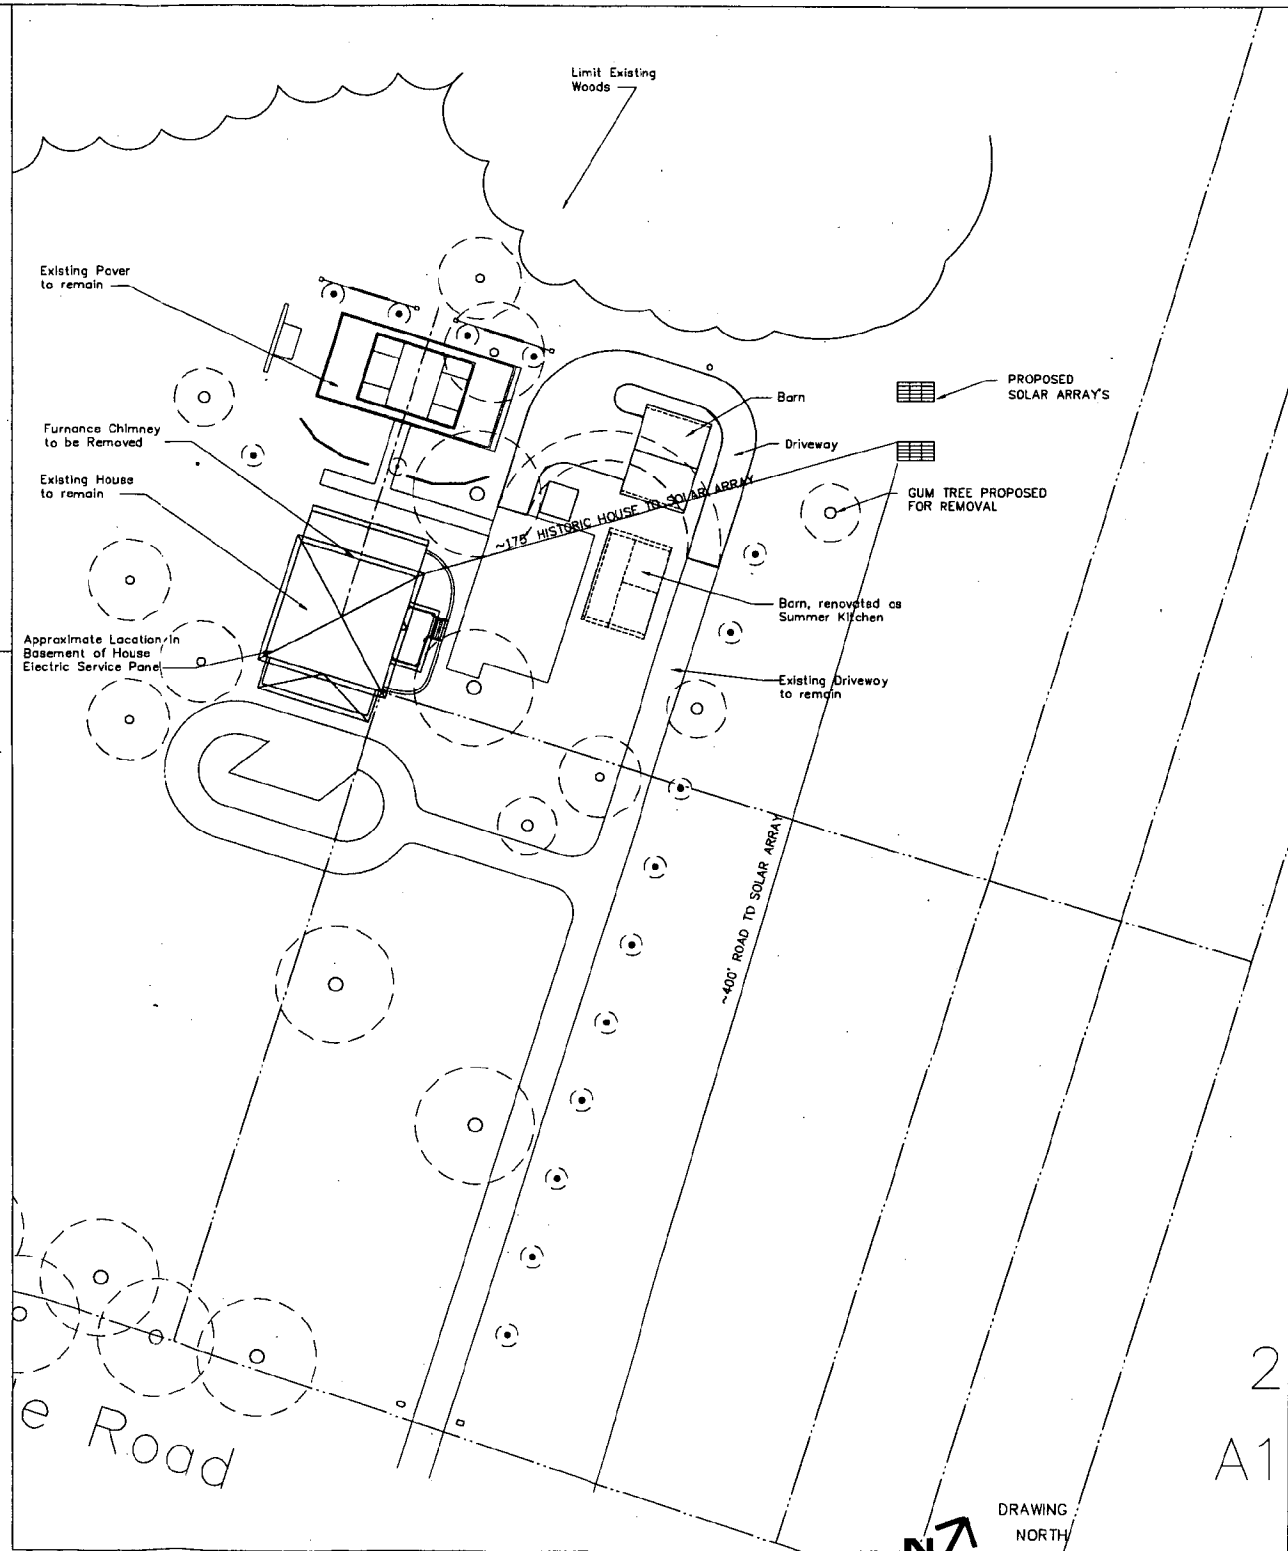 Limit Existing
Woods
Existing Paver
to remain
PROPOSED
SOLAR ARRAY'S
Barn
Furnance Chimney
to be Removed
Driveway
Existing House
to remain
GUM TREE PROPOSED
FOR REMOVAL
~175' HISTORIC HOUSE TO SOLAR ARRAY
Barn, renovated as
Summer Kitchen
Approximate Location in
Basement of House
Electric Service Panel
Existing Driveway
to remain
~400' ROAD TO SOLAR ARRAY
e Road
2
A1
DRAWING
NORTH
N